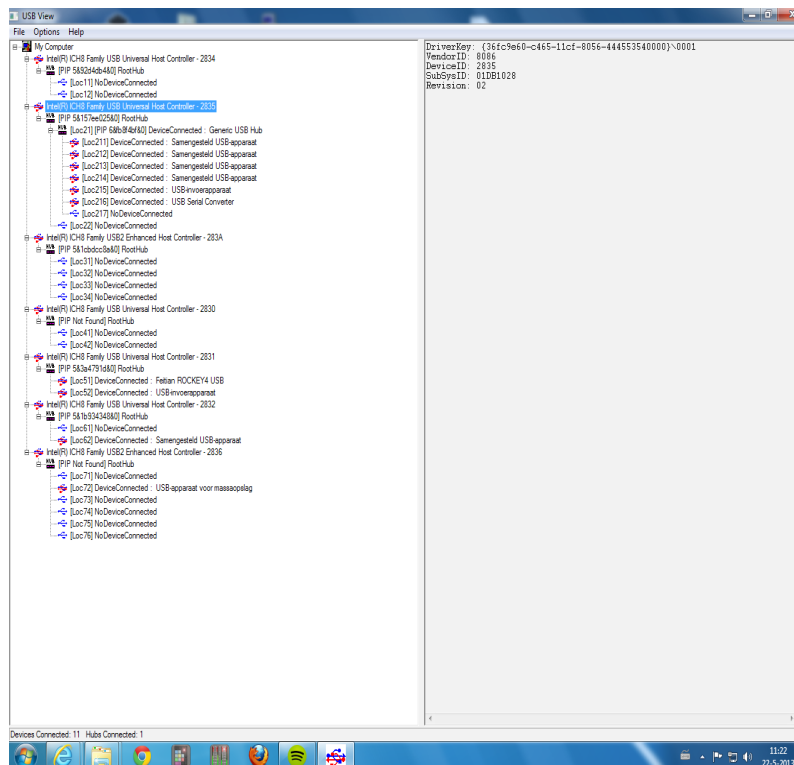 USB View
File Options Help
My Computer
Intel(R) ICH8 Family USB Universal Host Controller - 2834
[PIP 5&92d4db4&0] RootHub
[Loc11] NoDeviceConnected
[Loc12] NoDeviceConnected
Intel(R) ICH8 Family USB Universal Host Controller - 2835
[PIP 5&157ee025&0] RootHub
[Loc21] [PIP 6&fb8f4bf&0] DeviceConnected : Generic USB Hub
[Loc211] DeviceConnected : Samengesteld USB-apparaat
[Loc212] DeviceConnected : Samengesteld USB-apparaat
[Loc213] DeviceConnected : Samengesteld USB-apparaat
[Loc214] DeviceConnected : Samengesteld USB-apparaat
[Loc215] DeviceConnected : USB-invoerapparaat
[Loc216] DeviceConnected : USB Serial Converter
[Loc217] NoDeviceConnected
[Loc22] NoDeviceConnected
Intel(R) ICH8 Family USB2 Enhanced Host Controller - 283A
[PIP 5&1cbdcc8a&0] RootHub
[Loc31] NoDeviceConnected
[Loc32] NoDeviceConnected
[Loc33] NoDeviceConnected
[Loc34] NoDeviceConnected
Intel(R) ICH8 Family USB Universal Host Controller - 2830
[PIP Not Found] RootHub
[Loc41] NoDeviceConnected
[Loc42] NoDeviceConnected
Intel(R) ICH8 Family USB Universal Host Controller - 2831
[PIP 5&3a4791d&0] RootHub
[Loc51] DeviceConnected : Feitian ROCKEY4 USB
[Loc52] DeviceConnected : USB-invoerapparaat
Intel(R) ICH8 Family USB Universal Host Controller - 2832
[PIP 5&1b934348&0] RootHub
[Loc61] NoDeviceConnected
[Loc62] DeviceConnected : Samengesteld USB-apparaat
Intel(R) ICH8 Family USB2 Enhanced Host Controller - 2836
[PIP Not Found] RootHub
[Loc71] NoDeviceConnected
[Loc72] DeviceConnected : USB-apparaat voor massaopslag
[Loc73] NoDeviceConnected
[Loc74] NoDeviceConnected
[Loc75] NoDeviceConnected
[Loc76] NoDeviceConnected
DriverKey: {36fc9e60-c465-11cf-8056-444553540000}\0001
VendorID: 8086
DeviceID: 2835
SubSysID: 01DB1028
Revision: 02
Devices Connected: 11 Hubs Connected: 1
11:22
22-5-2013